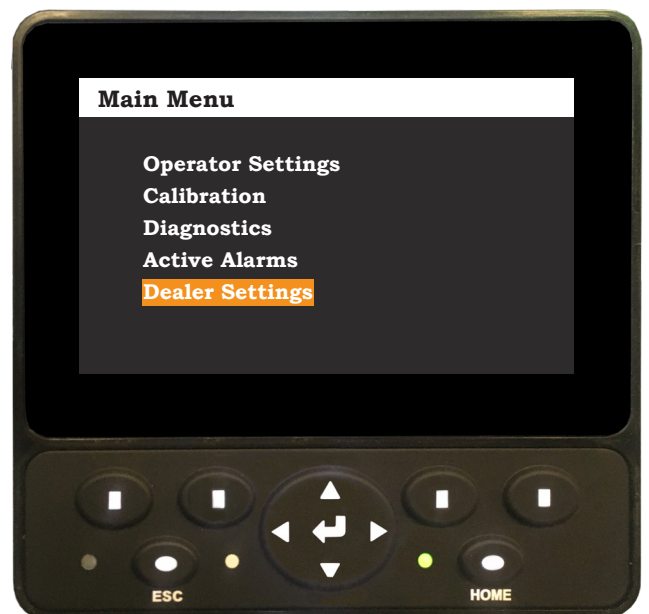 Main Menu
Operator Settings
Calibration
Diagnostics
Active Alarms
Dealer Settings
ESC
HOME